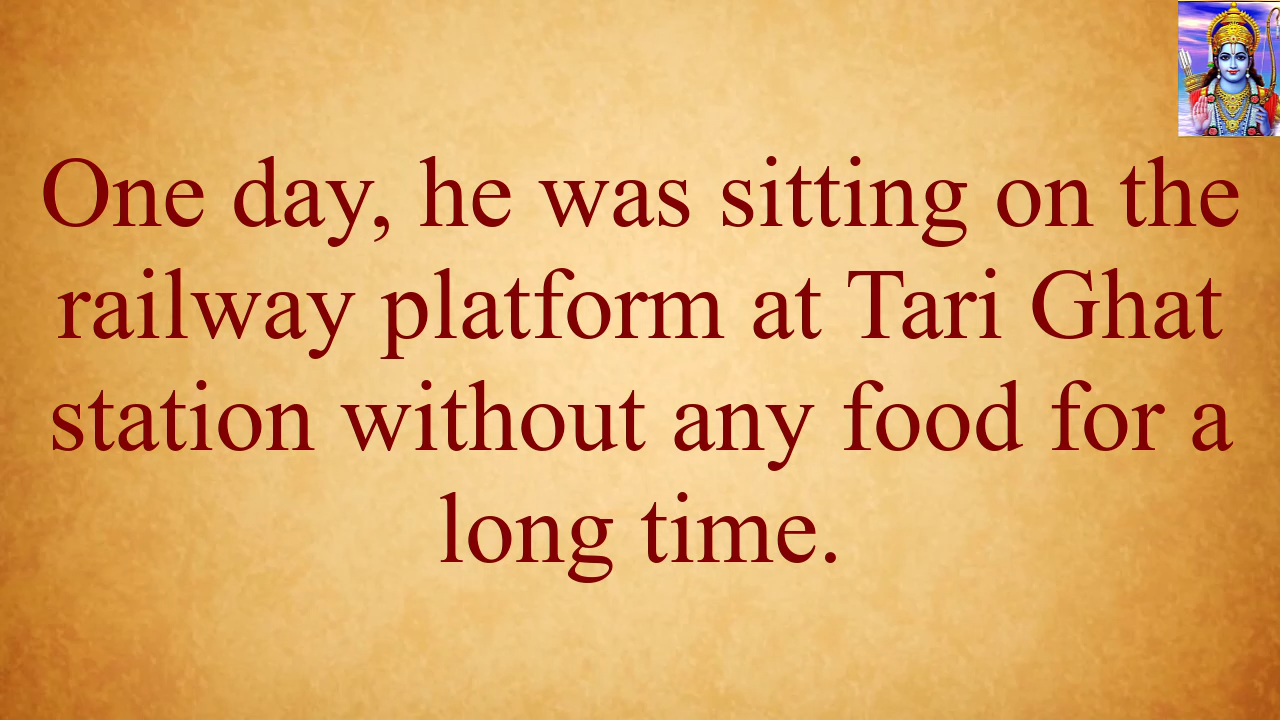 One day, he was sitting on the
railway platform at Tari Ghat
station without any food for a
long time.